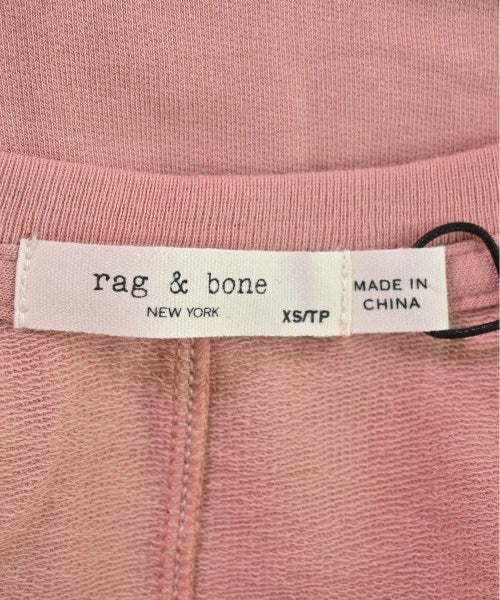 rag & bone
NEW YORK
XS/TP
MADE IN
CHINA